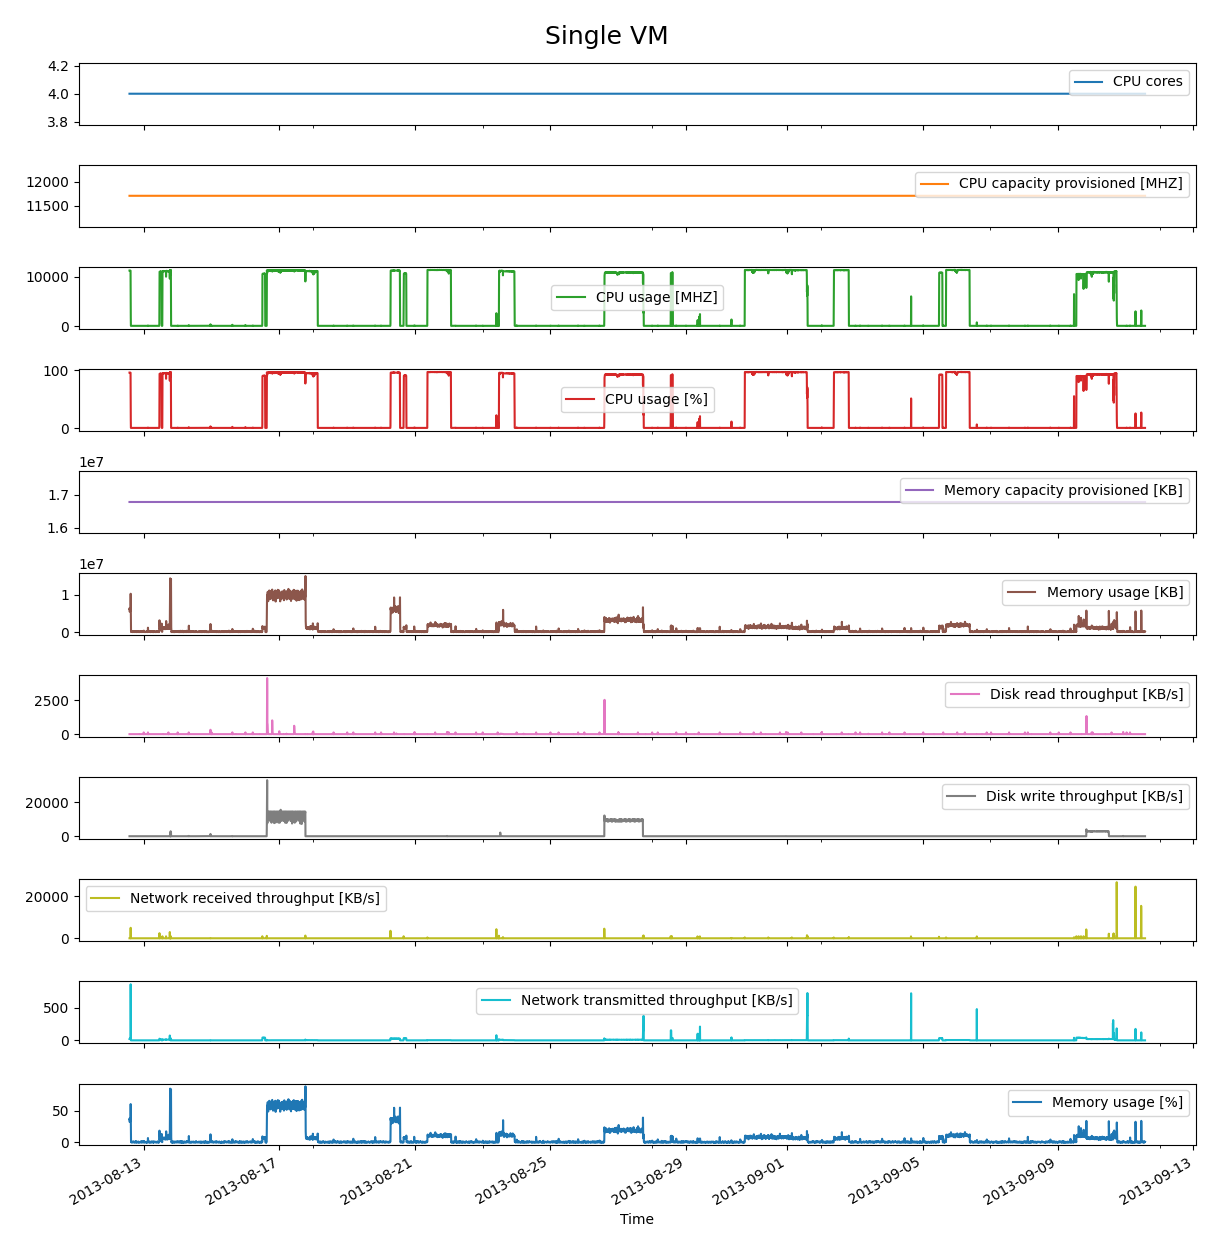 Single VM
4.2
4.0
3.8
CPU cores
12000
11500
CPU capacity provisioned [MHZ]
10000
0
CPU usage [MHZ]
100
0
CPU usage [%]
1e7
1.7
1.6
Memory capacity provisioned [KB]
1e7
1
0
Memory usage [KB]
2500
0
Disk read throughput [KB/s]
20000
0
Disk write throughput [KB/s]
20000
0
Network received throughput [KB/s]
500
0
Network transmitted throughput [KB/s]
50
0
Memory usage [%]
2013-08-13
2013-08-17
2013-08-21
2013-08-25
2013-08-29
2013-09-01
2013-09-05
2013-09-09
2013-09-13
Time